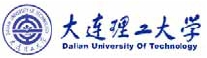 大连理工大学
Dalian University Of Technology